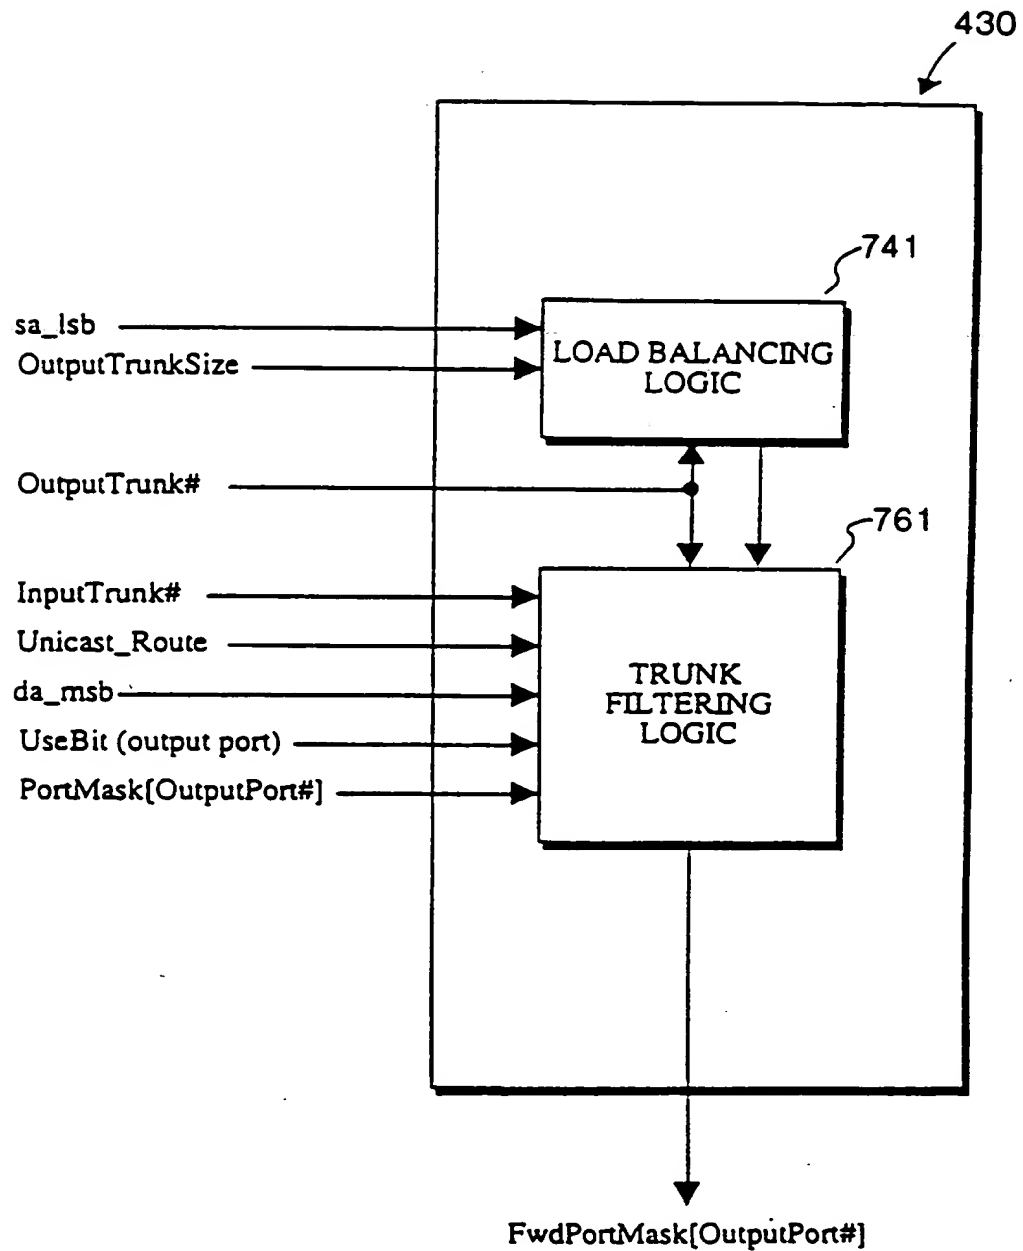 430
741
sa_lsb
OutputTrunkSize
LOAD BALANCING
LOGIC
OutputTrunk#
761
InputTrunk#
Unicast_Route
da_msb
UseBit (output port)
PortMask[OutputPort#]
TRUNK
FILTERING
LOGIC
FwdPortMask[OutputPort#]